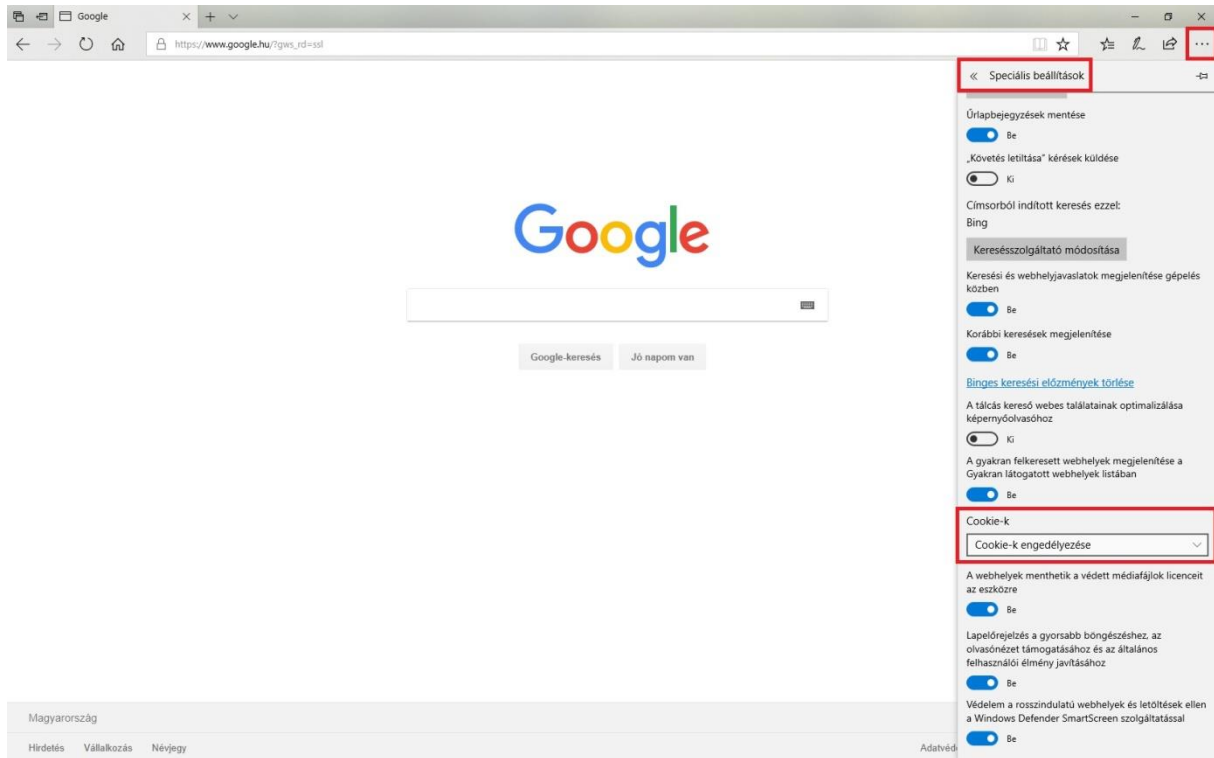 Google
https://www.google.hu/?gws_rd=ssl
Speciális beállítások
Űrlapbejegyzések mentése
Be
„Követés letiltása” kérések küldése
Ki
Címsorból indított keresés ezzel:
Bing
Keresésszolgáltató módosítása
Keresési és webhelyjavaslatok megjelenítése gépelés
közben
Be
Korábbi keresések megjelenítése
Be
Binges keresési előzmények törlése
A tálcás kereső webes találatainak optimalizálása
képernyőolvasóhoz
Ki
A gyakran felkeresett webhelyek megjelenítése a
Gyakran látogatott webhelyek listában
Be
Cookie-k
Cookie-k engedélyezése
A webhelyek menthetik a védett médiafájlok licenceit
az eszközre
Be
Lapelőrejelzés a gyorsabb böngészéshez, az
olvasónézet támogatásához és az általános
felhasználói élmény javításához
Be
Védelem a rosszindulatú webhelyek és letöltések ellen
a Windows Defender SmartScreen szolgáltatással
Be
Google
Google-keresés Jó napom van
Magyarország
Hirdetés Vállalkozás Névjegy